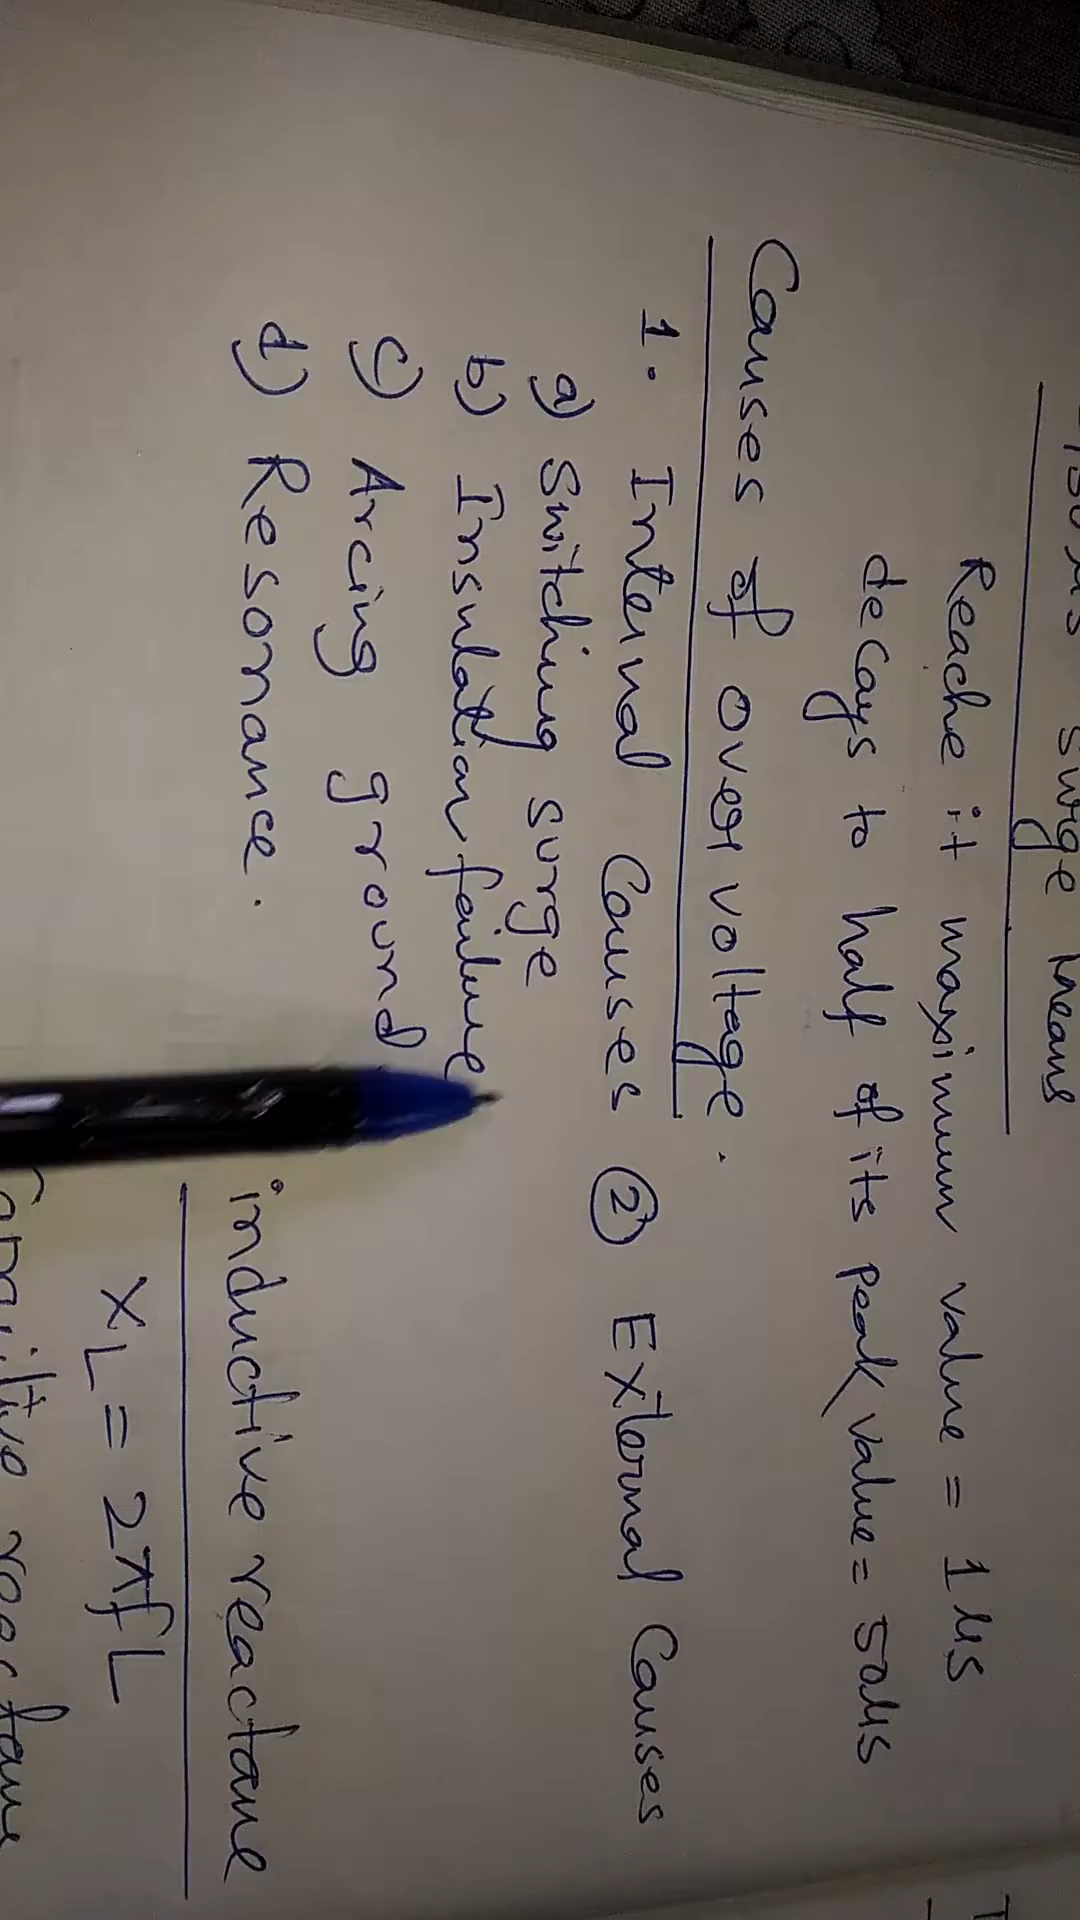 surge means
Reache it maximum value = 1 μs
decays to half of its peak value = 50μs
Causes of over voltage.
1. Internal Causes ② External Causes
a) Switching surge
b) Insulation failure
c) Arcing ground
d) Resonance.
inductive reactane
XL = 2πfL